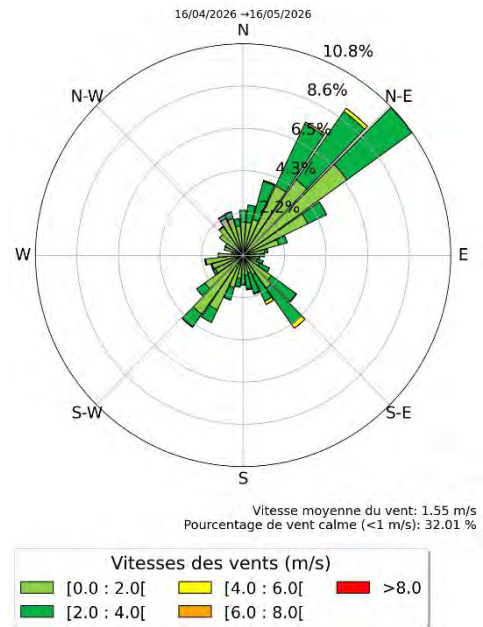 16/04/2026 →16/05/2026
N
10.8%
N-W
8.6%
N-E
6.5%
4.3%
2.2%
W
E
S-W
S-E
S
Vitesse moyenne du vent: 1.55 m/s
Pourcentage de vent calme (<1 m/s): 32.01 %
Vitesses des vents (m/s)
[0.0 : 2.0[ [4.0 : 6.0[ >8.0
[2.0 : 4.0[ [6.0 : 8.0[